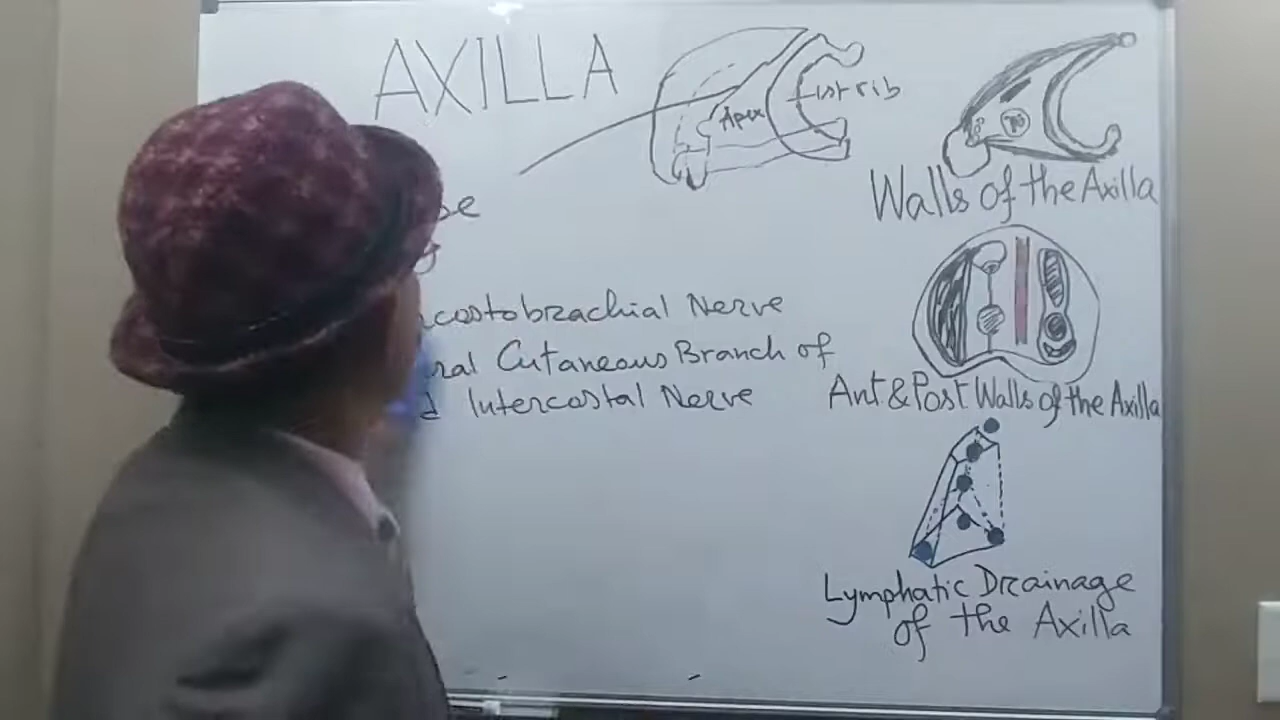 AXILLA
Apex
1st rib
Walls of the Axilla
costobrachial Nerve
ral Cutaneous Branch of
Intercostal Nerve
Ant & Post Walls of the Axilla
Lymphatic Drainage
of the Axilla